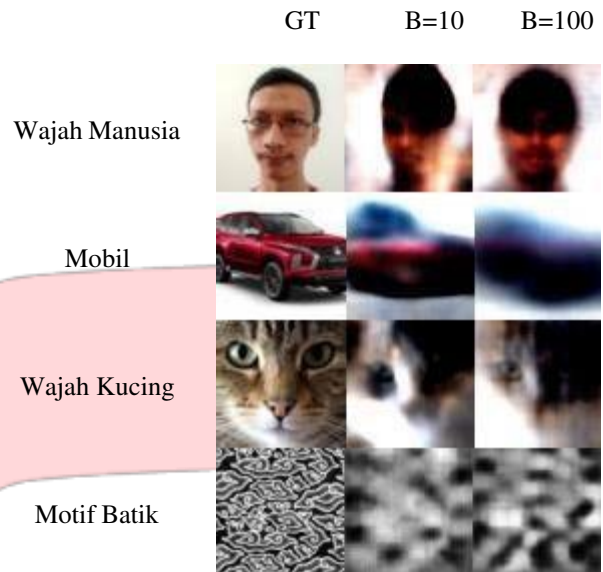 GT B=10 B=100
Wajah Manusia
Mobil
Wajah Kucing
Motif Batik